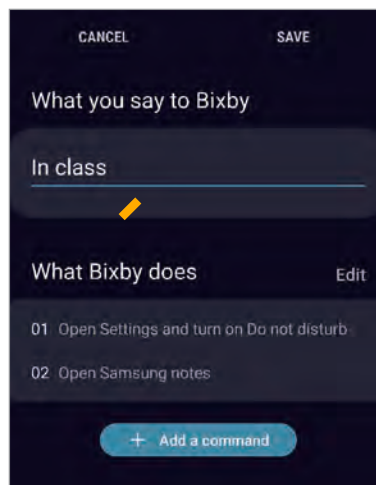 CANCEL SAVE
What you say to Bixby
In class
What Bixby does Edit
01 Open Settings and turn on Do not disturb
02 Open Samsung notes
+ Add a command